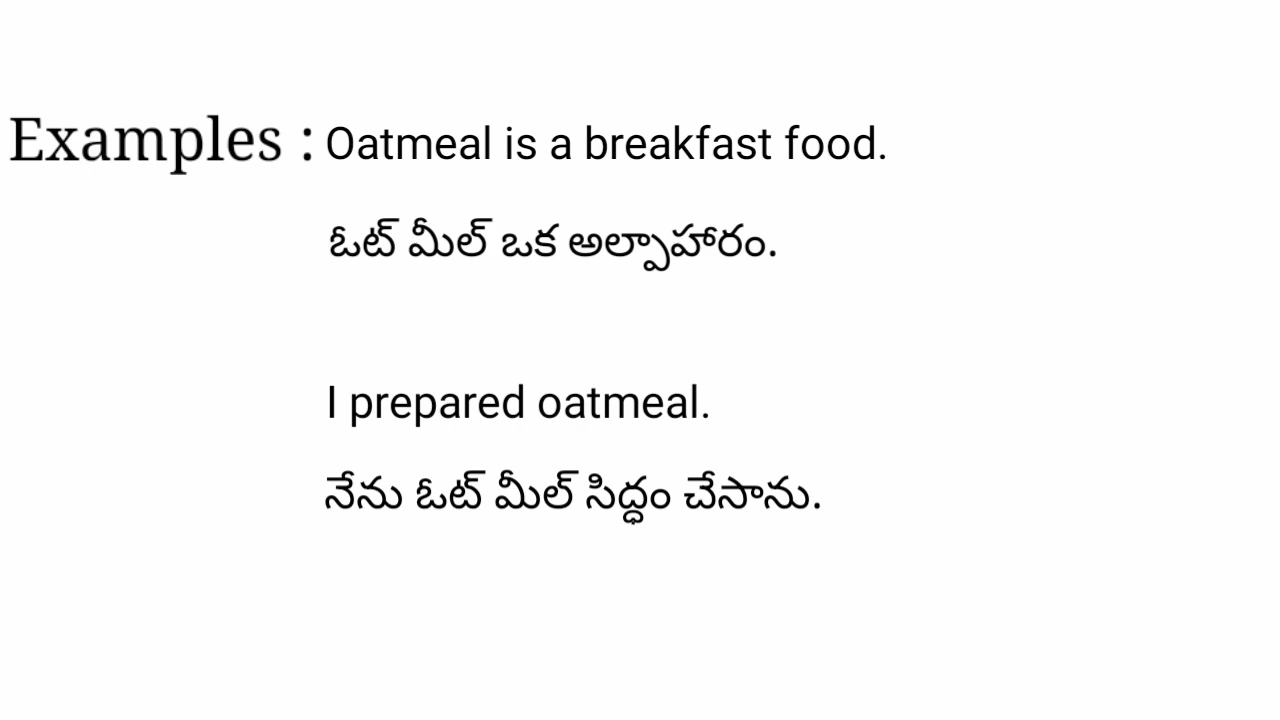 Examples : Oatmeal is a breakfast food.
ఓట్ మీల్ ఒక అల్పాహారం.
I prepared oatmeal.
నేను ఓట్ మీల్ సిద్ధం చేసాను.